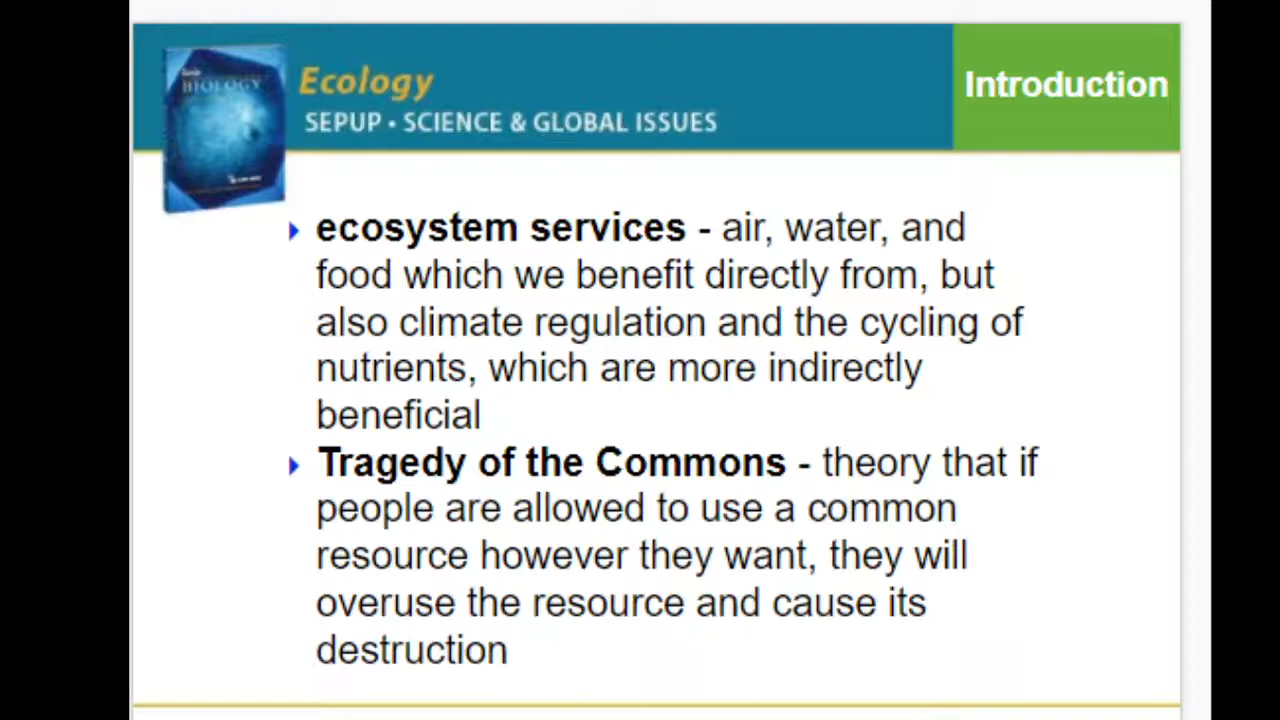 BIOLOGY
Ecology
SEPUP • SCIENCE & GLOBAL ISSUES
Introduction
ecosystem services - air, water, and
food which we benefit directly from, but
also climate regulation and the cycling of
nutrients, which are more indirectly
beneficial
Tragedy of the Commons - theory that if
people are allowed to use a common
resource however they want, they will
overuse the resource and cause its
destruction